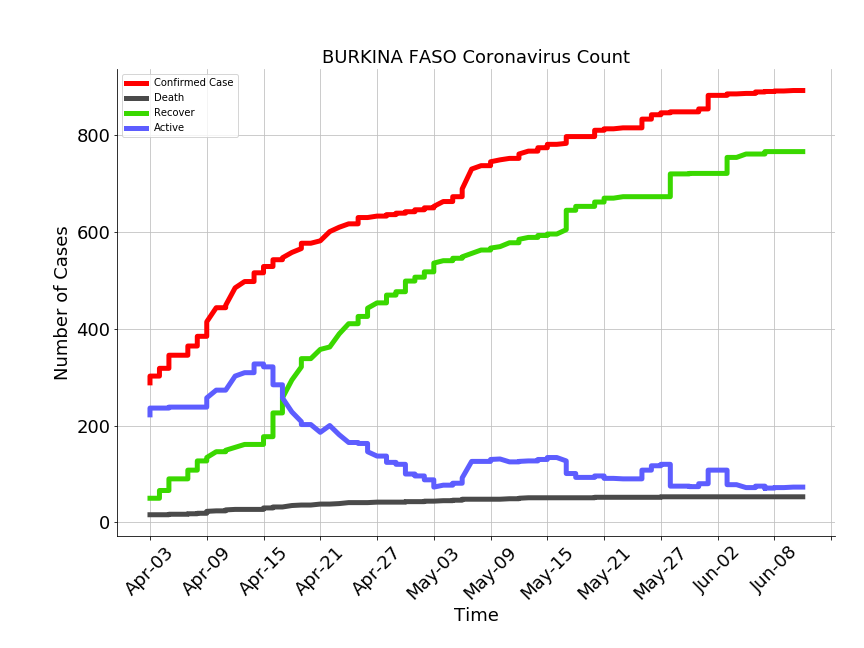 BURKINA FASO Coronavirus Count
Confirmed Case
Death
Recover
Active
Number of Cases
800
600
400
200
0
Apr-03
Apr-09
Apr-15
Apr-21
Apr-27
May-03
May-09
May-15
May-21
May-27
Jun-02
Jun-08
Time